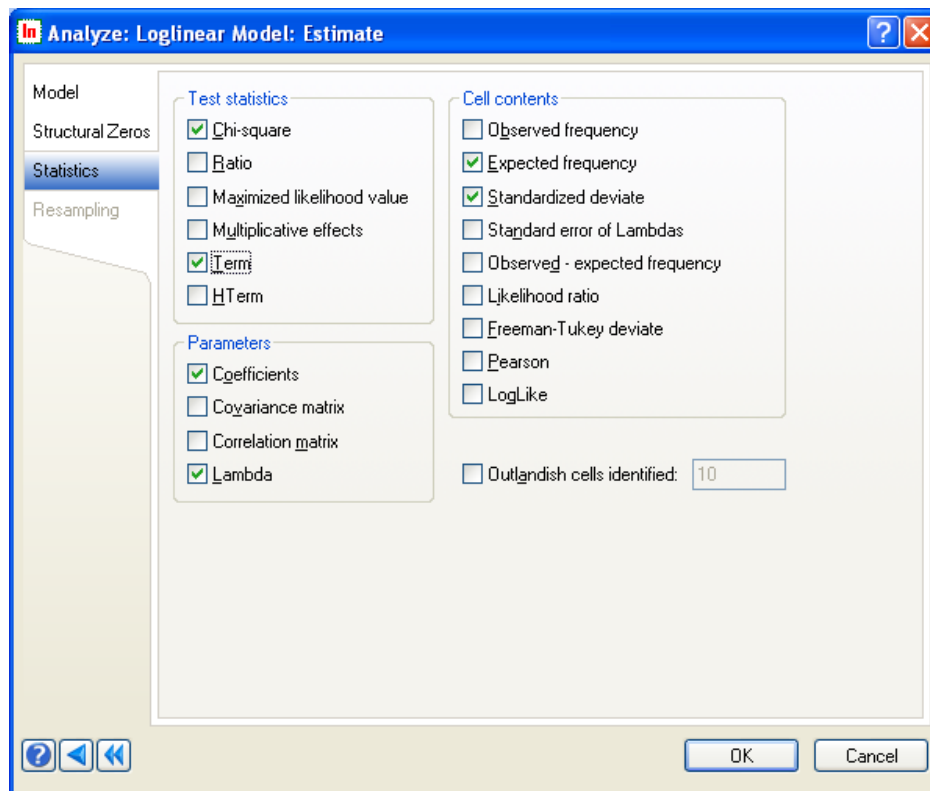 In Analyze: Loglinear Model: Estimate
?
Model
Structural Zeros
Statistics
Resampling
Test statistics
Chi-square
Ratio
Maximized likelihood value
Multiplicative effects
Term
HTerm
Parameters
Coefficients
Covariance matrix
Correlation matrix
Lambda
Cell contents
Observed frequency
Expected frequency
Standardized deviate
Standard error of Lambdas
Observed - expected frequency
Likelihood ratio
Freeman-Tukey deviate
Pearson
LogLike
Outlandish cells identified: 10
?
OK Cancel